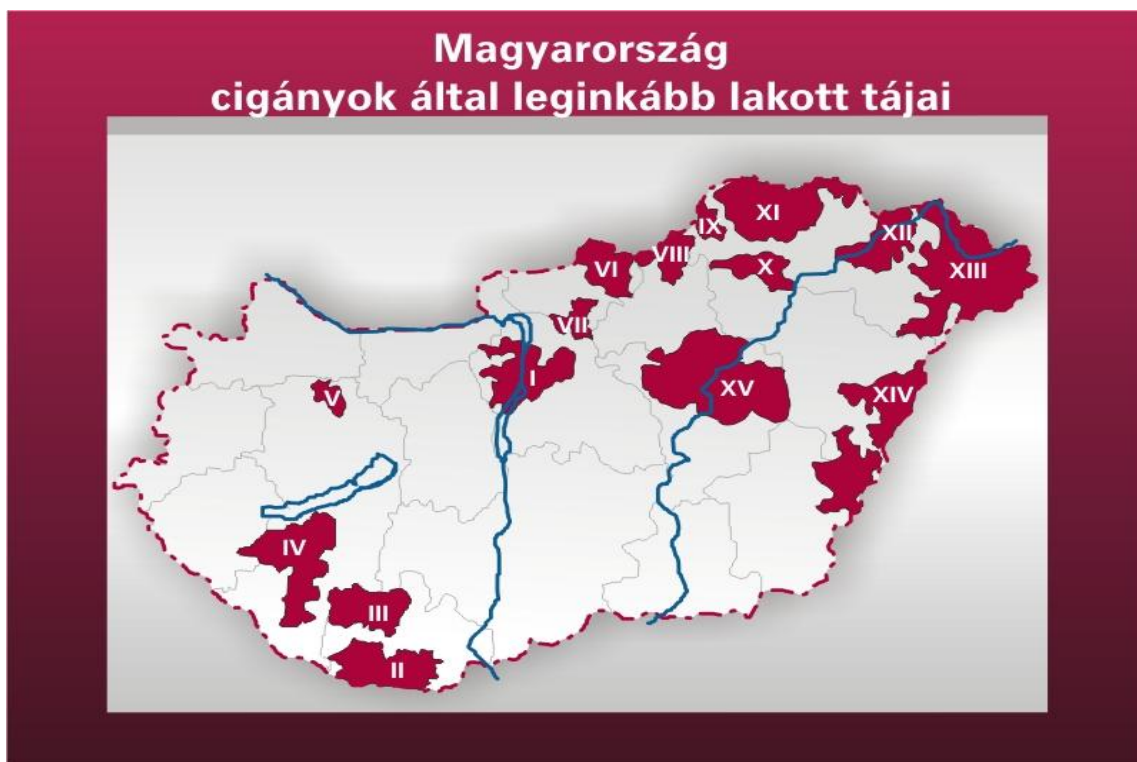 Magyarország
cigányok által leginkább lakott tájai
XI
IX
XII
VIII
VI
X
XIII
VII
I
XV
XIV
V
IV
III
II